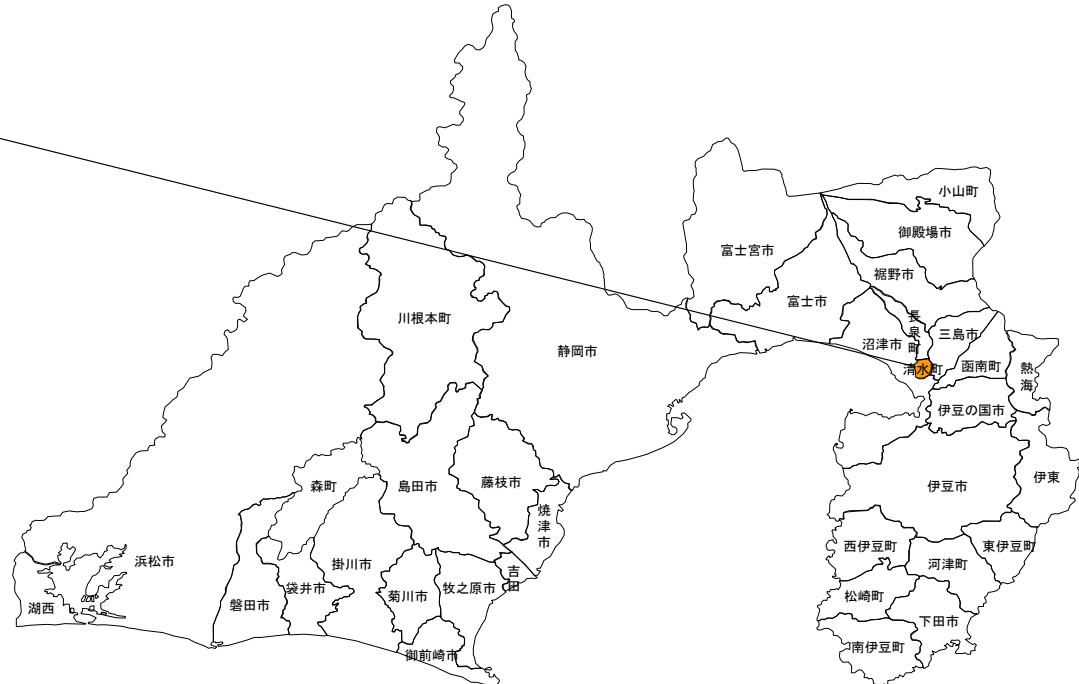 小山町
御殿場市
富士宮市
裾野市
富士市
長泉町
川根本町
三島市
沼津市
静岡市
函南町
清水町
熱海
伊豆の国市
伊東
森町
島田市
藤枝市
伊豆市
焼津市
西伊豆町
東伊豆町
浜松市
掛川市
河津町
吉田
袋井市
牧之原市
菊川市
松崎町
湖西
磐田市
下田市
南伊豆町
御前崎市